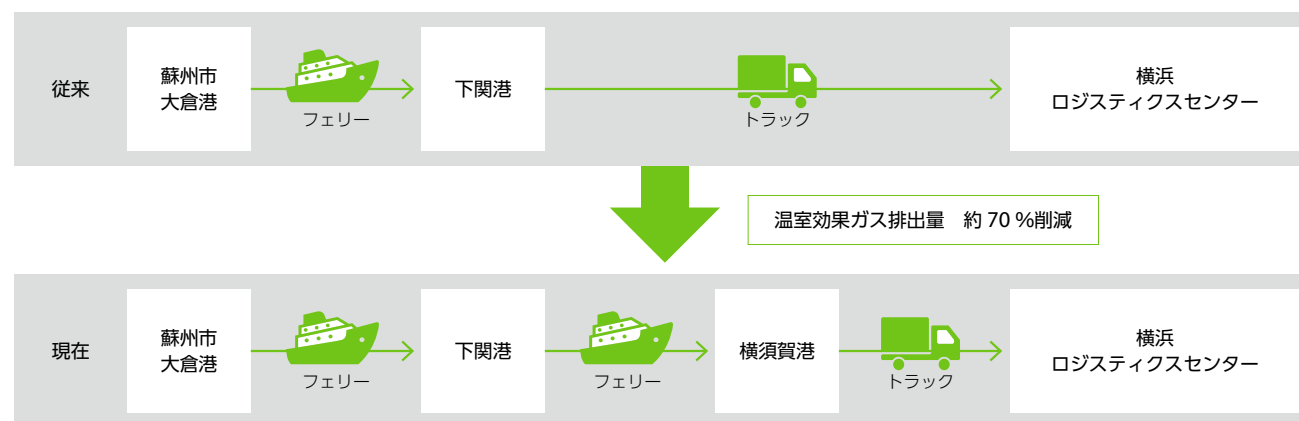 従来
蘇州市
大倉港
フェリー
下関港
トラック
横浜
ロジスティクスセンター
温室効果ガス排出量　約 70 %削減
現在
蘇州市
大倉港
フェリー
下関港
フェリー
横須賀港
トラック
横浜
ロジスティクスセンター